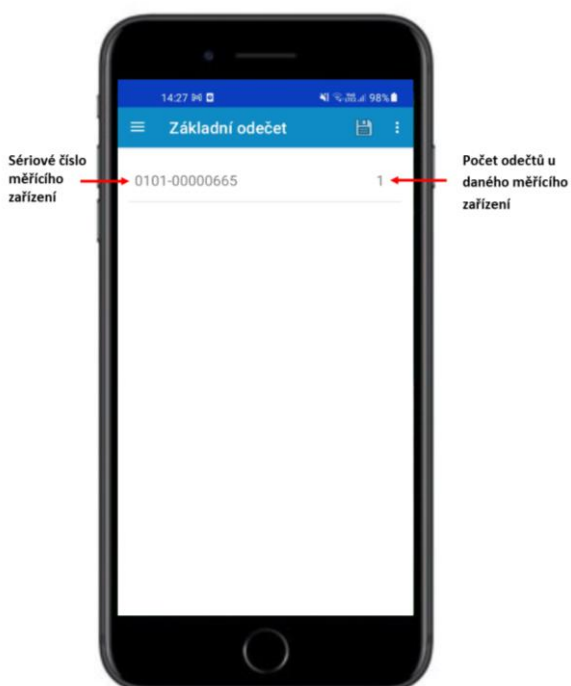 14:27 98%
Základní odečet
Sériové číslo
měřícího
zařízení
0101-00000665 1
Počet odečtů u
daného měřícího
zařízení